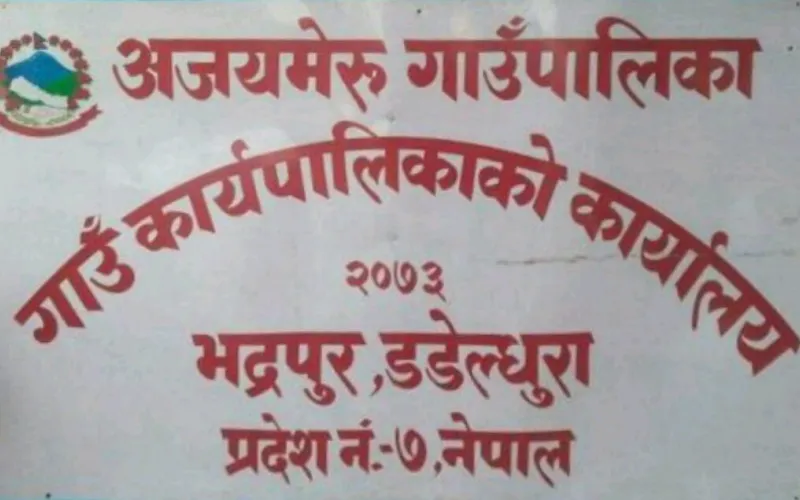 अजयमेरू गाउँपालिका
गाउँ कार्यपालिकाको कार्यालय
२०७३
भद्रपुर,डडेल्धुरा
प्रदेश नं.-७,नेपाल